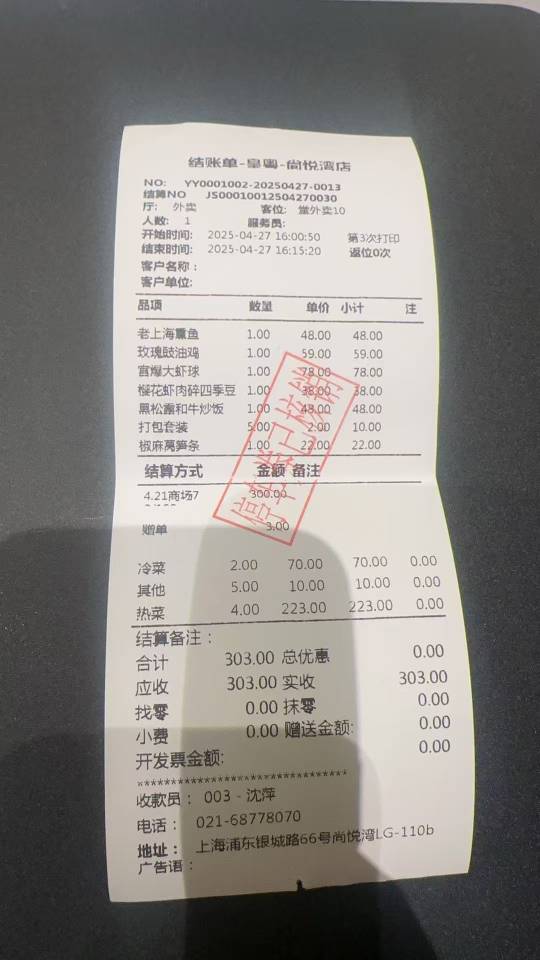 结账单-皇粤-尚悦湾店
NO: YY0001002-20250427-0013
结算NO JS00010012504270030
厅: 外卖 客位: 堂外卖10
人数: 1 服务员:
开始时间: 2025-04-27 16:00:50 第3次打印
结束时间: 2025-04-27 16:15:20 返位0次
客户名称:
客户单位:
品项 数量 单价 小计 注
老上海熏鱼 1.00 48.00 48.00
玫瑰鼓油鸡 1.00 59.00 59.00
宫爆大虾球 1.00 78.00 78.00
樱花虾肉碎四季豆 1.00 38.00 38.00
黑松露和牛炒饭 1.00 48.00 48.00
打包套装 5.00 2.00 10.00
椒麻莴笋条 1.00 22.00 22.00
停车券已核销
结算方式 金额 备注
4.21商场7 300.00
赠单 3.00
冷菜 2.00 70.00 70.00 0.00
其他 5.00 10.00 10.00 0.00
热菜 4.00 223.00 223.00 0.00
结算备注:
合计 303.00 总优惠 0.00
应收 303.00 实收 303.00
找零 0.00 抹零 0.00
小费 0.00 赠送金额: 0.00
开发票金额: 0.00
************************************
收款员: 003 - 沈萍
电话: 021-68778070
地址: 上海浦东银城路66号尚悦湾LG-110b
广告语: